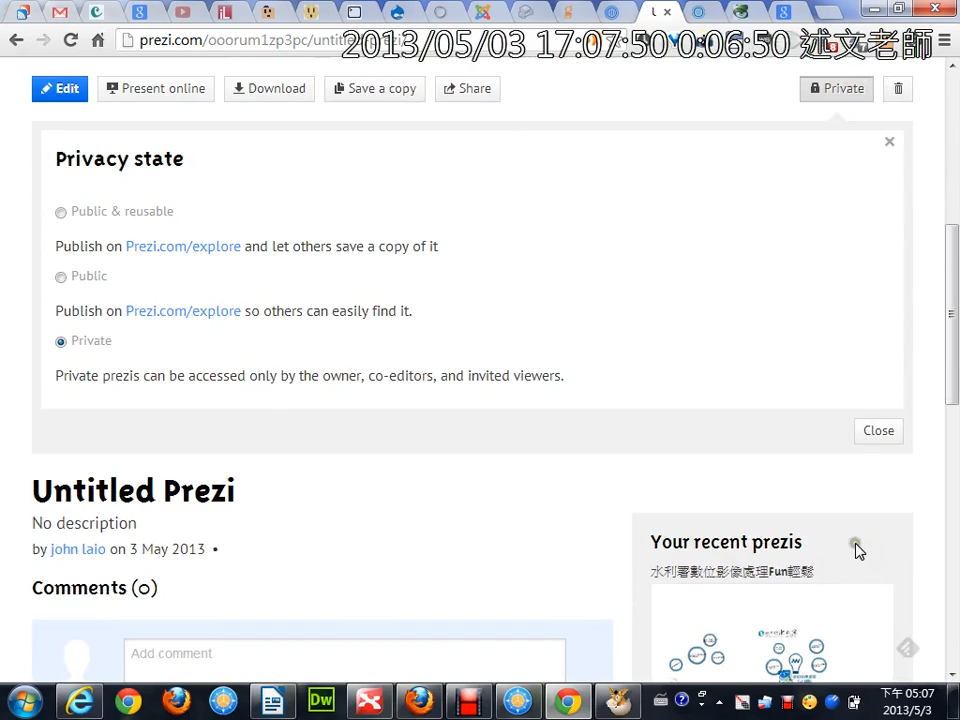 prezi.com/ooorum1zp3pc/untitled-prezi/
2013/05/03 17:07:50 0:06:50 述文老師
Edit
Present online
Download
Save a copy
Share
Private
Privacy state
Public & reusable
Publish on Prezi.com/explore and let others save a copy of it
Public
Publish on Prezi.com/explore so others can easily find it.
Private
Private prezis can be accessed only by the owner, co-editors, and invited viewers.
Close
Untitled Prezi
No description
by john laio on 3 May 2013 •
Comments (0)
Add comment
Your recent prezis
水利署數位影像處理Fun輕鬆
下午 05:07
2013/5/3